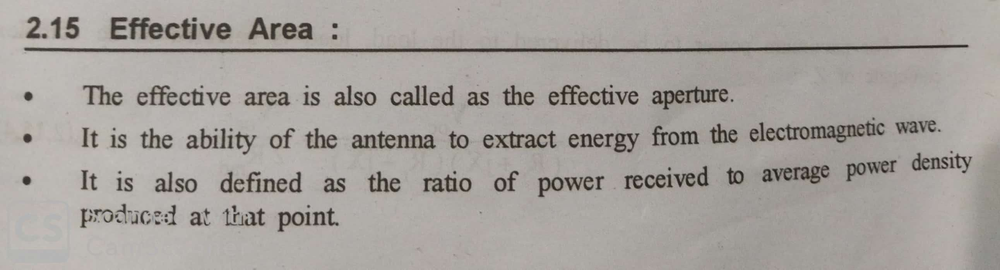 2.15 Effective Area :
• The effective area is also called as the effective aperture.
• It is the ability of the antenna to extract energy from the electromagnetic wave.
• It is also defined as the ratio of power received to average power density
produced at that point.
CS
CamScanner